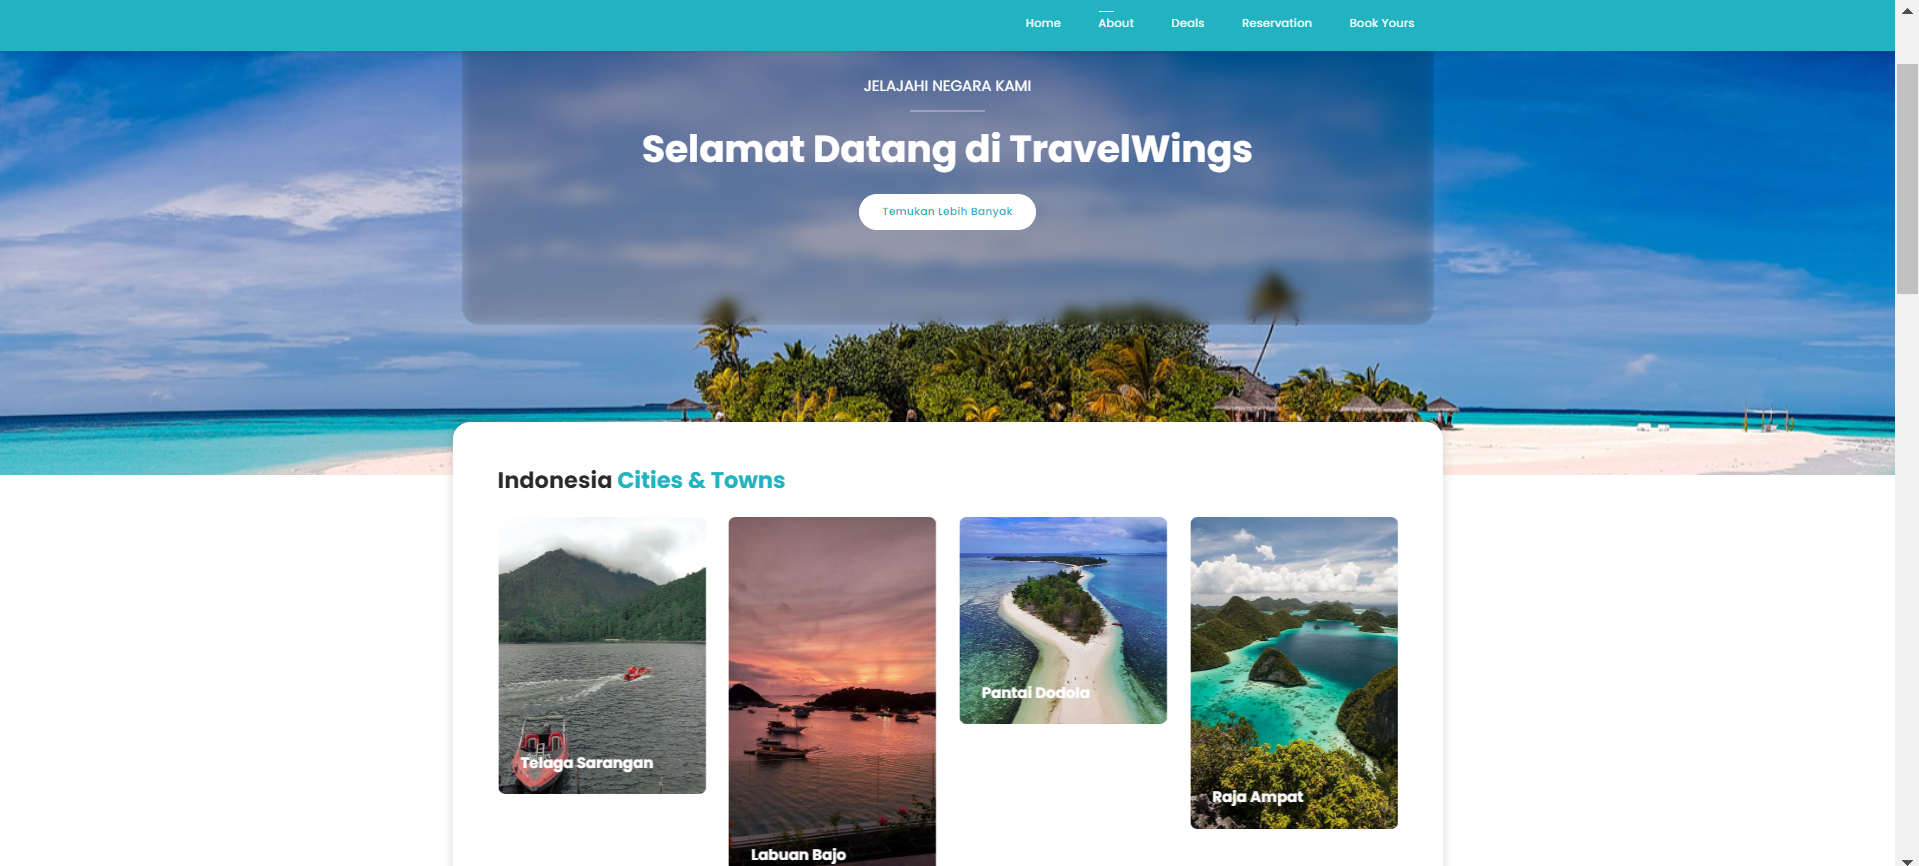 Home
About
Deals
Reservation
Book Yours
JELAJAHI NEGARA KAMI
Selamat Datang di TravelWings
Temukan Lebih Banyak
Indonesia Cities & Towns
Telaga Sarangan
Labuan Bajo
Pantai Dodola
Raja Ampat